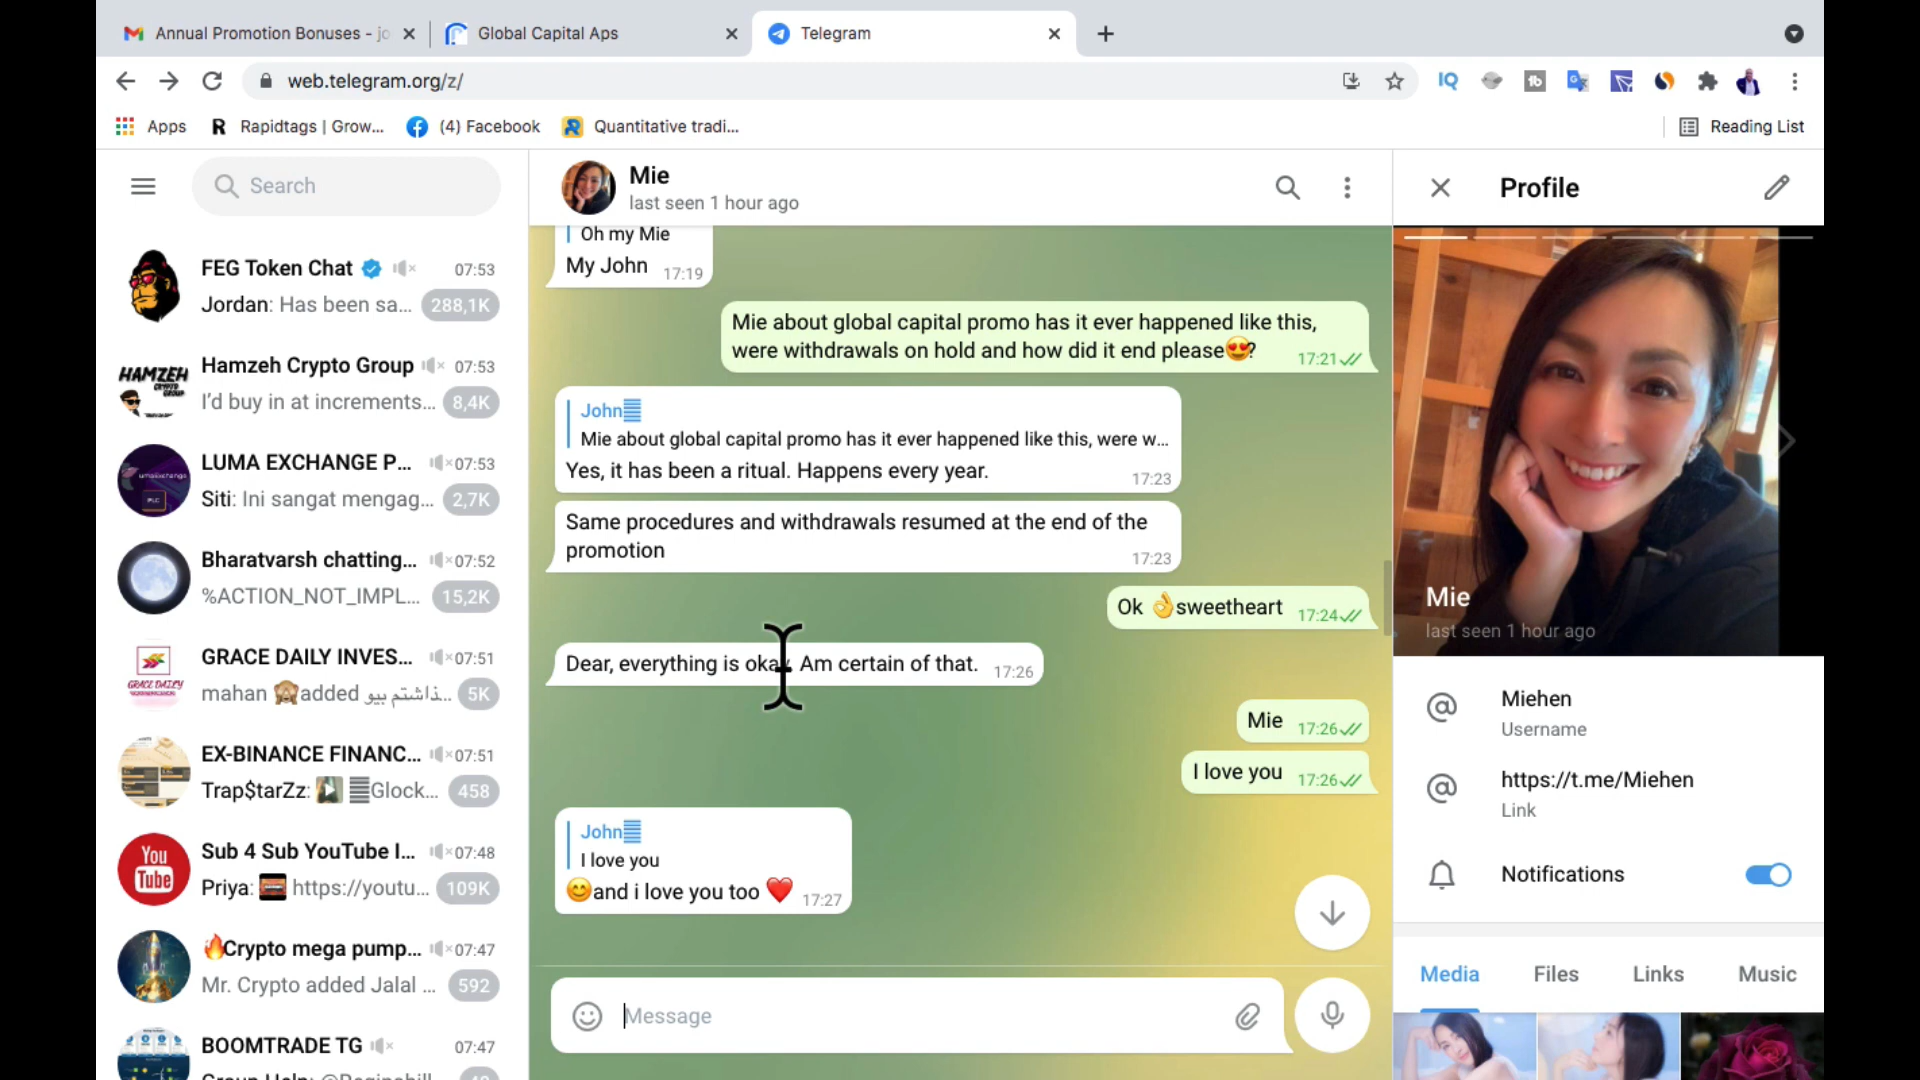 Annual Promotion Bonuses - jo
Global Capital Aps
Telegram
web.telegram.org/z/
Apps
R Rapidtags | Grow...
(4) Facebook
Quantitative tradi...
Reading List
Search
FEG Token Chat 07:53
Jordan: Has been sa... 288,1K
Hamzeh Crypto Group 07:53
I'd buy in at increments... 8,4K
LUMA EXCHANGE P... 07:53
Siti: Ini sangat mengag... 2,7K
Bharatvarsh chatting... 07:52
%ACTION_NOT_IMPL... 15,2K
GRACE DAILY INVES... 07:51
mahan 🙈added 5K
EX-BINANCE FINANC... 07:51
Trap$tarZz: Glock... 458
Sub 4 Sub YouTube I... 07:48
Priya: https://youtu... 109K
🔥Crypto mega pump... 07:47
Mr. Crypto added Jalal ... 592
BOOMTRADE TG 07:47
HAMZEH
CRYPTO
GROUP
GRACE DAILY
You
Tube
Mie
last seen 1 hour ago
Oh my Mie
My John 17:19
Mie about global capital promo has it ever happened like this,
were withdrawals on hold and how did it end please😍? 17:21
John
Mie about global capital promo has it ever happened like this, were w...
Yes, it has been a ritual. Happens every year. 17:23
Same procedures and withdrawals resumed at the end of the
promotion 17:23
Ok 👌sweetheart 17:24
Dear, everything is okay. Am certain of that. 17:26
Mie 17:26
I love you 17:26
John
I love you
😊and i love you too ❤️ 17:27
Message
Profile
Mie
last seen 1 hour ago
Miehen
Username
https://t.me/Miehen
Link
Notifications
Media Files Links Music